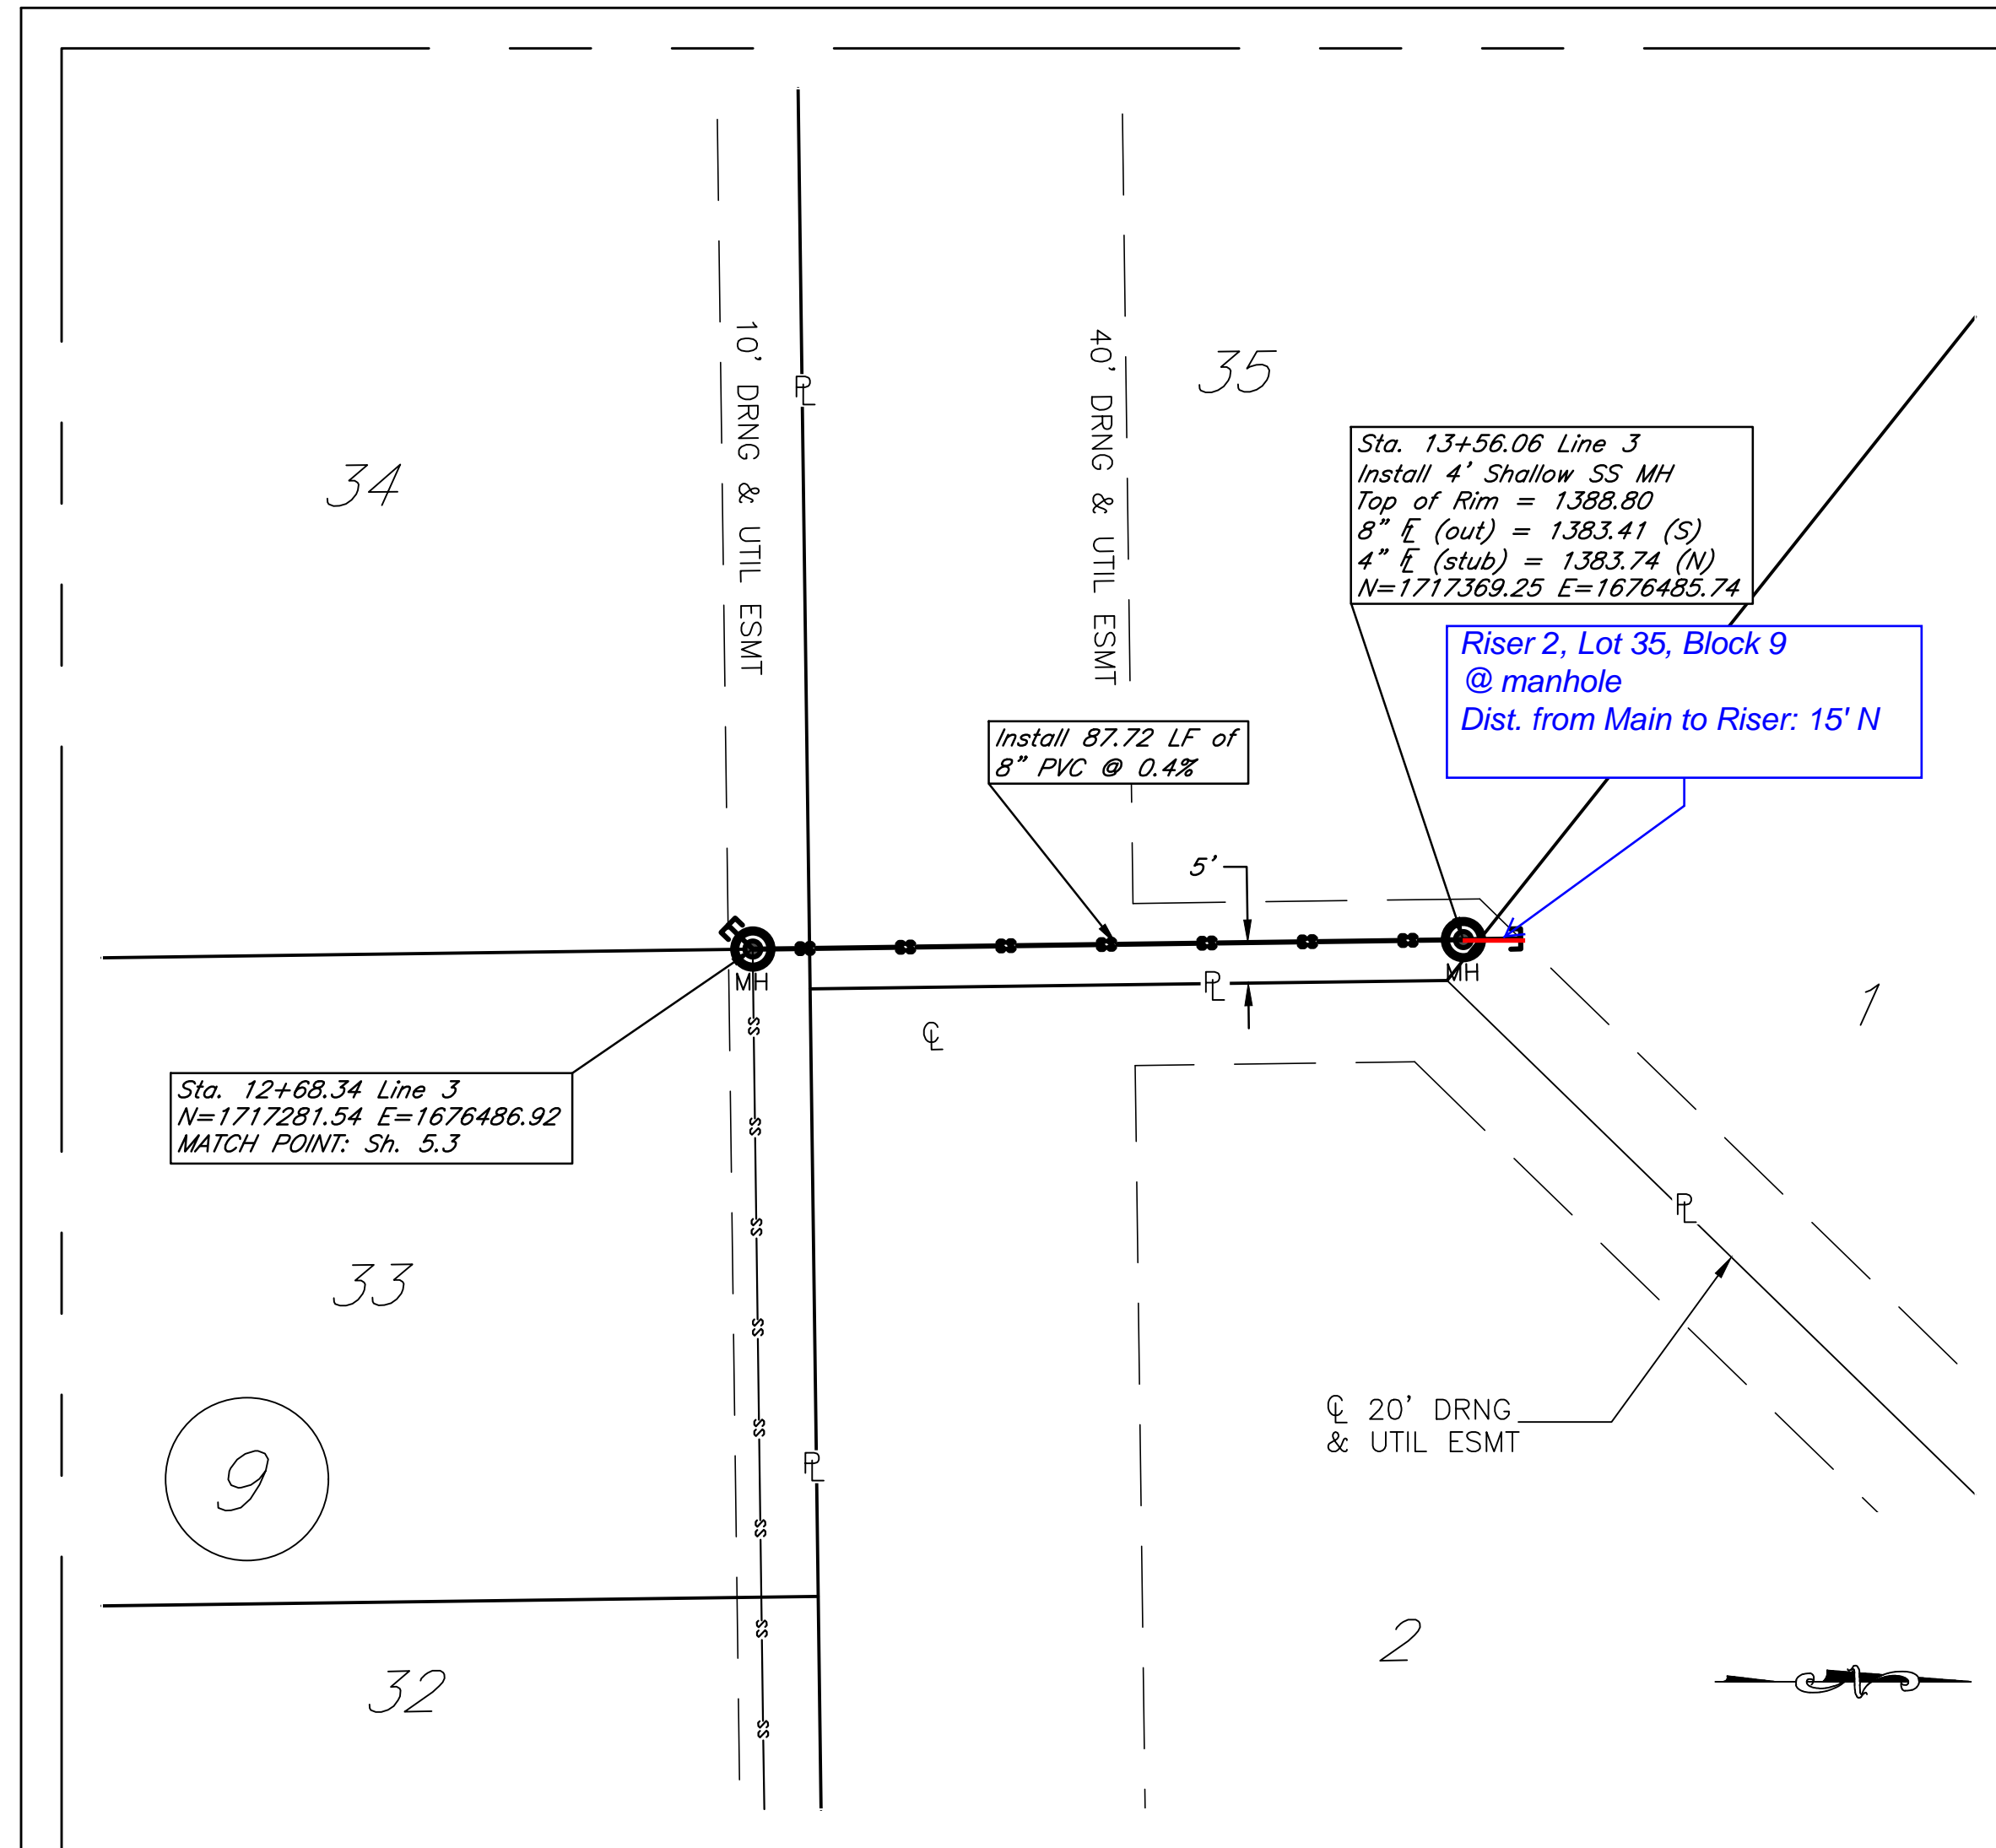 35
34
10' DRNG & UTIL ESMT
40' DRNG & UTIL ESMT
PL
Sta. 13+56.06 Line 3
Install 4' Shallow SS MH
Top of Rim = 1388.80
8" FL (out) = 1383.41 (S)
4" FL (stub) = 1383.74 (N)
N=1717369.25 E=1676485.74
Riser 2, Lot 35, Block 9
@ manhole
Dist. from Main to Riser: 15' N
Install 87.72 LF of
8" PVC @ 0.4%
5'
MH
MH
PL
CL
1
Sta. 12+68.34 Line 3
N=1717281.54 E=1676486.92
MATCH POINT: Sh. 5.3
SS
SS
SS
SS
SS
SS
SS
SS
PL
33
CL 20' DRNG
& UTIL ESMT
PL
9
2
32